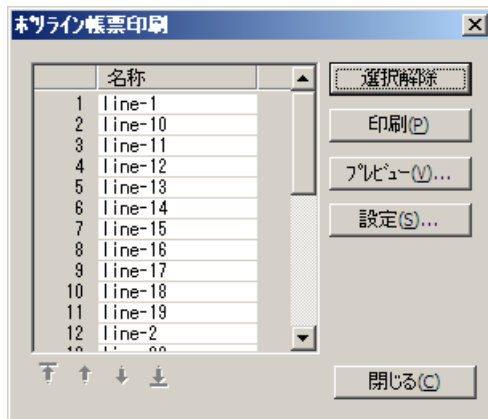 ﾎﾟﾘﾗｲﾝ帳票印刷
名称
1 line-1
2 line-10
3 line-11
4 line-12
5 line-13
6 line-14
7 line-15
8 line-16
9 line-17
10 line-18
11 line-19
12 line-2
選択解除
印刷(P)
ﾌﾟﾚﾋﾞｭｰ(V)...
設定(S)...
閉じる(C)